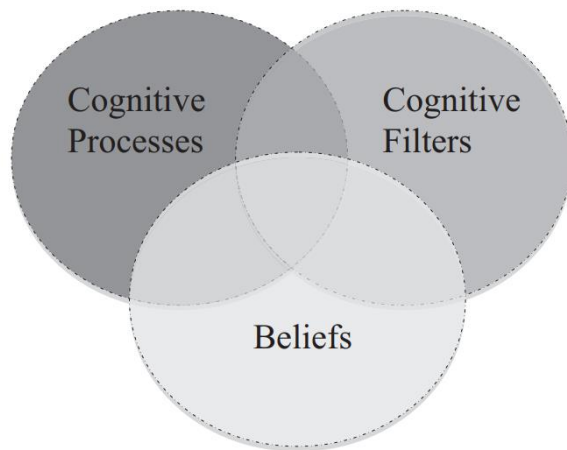 Cognitive
Processes
Cognitive
Filters
Beliefs